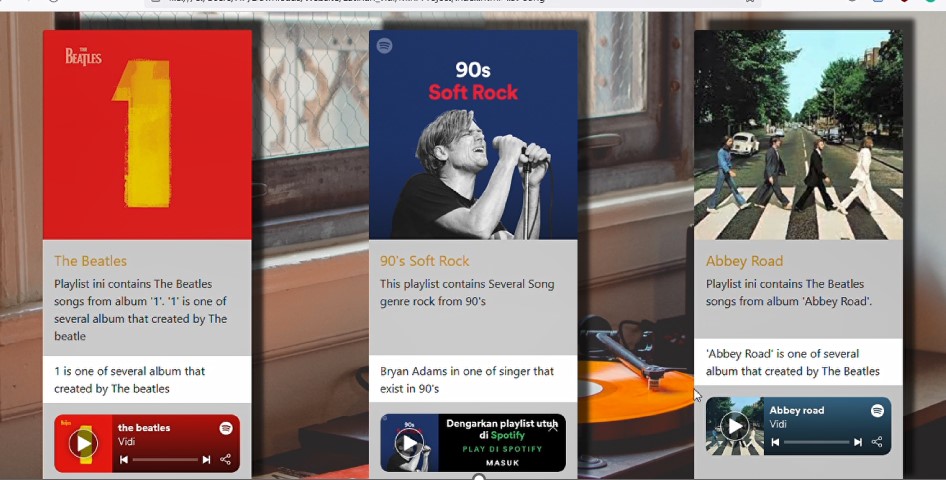 THE
BEATLES
1
The Beatles
Playlist ini contains The Beatles
songs from album '1'. '1' is one of
several album that created by The
beatle
1 is one of several album that
created by The beatles
the beatles
Vidi
90s
Soft Rock
90's Soft Rock
This playlist contains Several Song
genre rock from 90's
Bryan Adams in one of singer that
exist in 90's
Dengarkan playlist utuh
di Spotify
PLAY DI SPOTIFY
MASUK
Abbey Road
Playlist ini contains The Beatles
songs from album 'Abbey Road'.
'Abbey Road' is one of several
album that created by The Beatles
Abbey road
Vidi